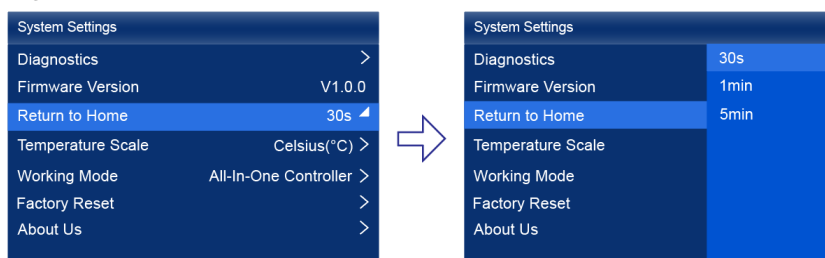 System Settings
Diagnostics >
Firmware Version V1.0.0
Return to Home 30s
Temperature Scale Celsius(°C) >
Working Mode All-In-One Controller >
Factory Reset >
About Us >
System Settings
Diagnostics 30s
Firmware Version 1min
Return to Home 5min
Temperature Scale
Working Mode
Factory Reset
About Us